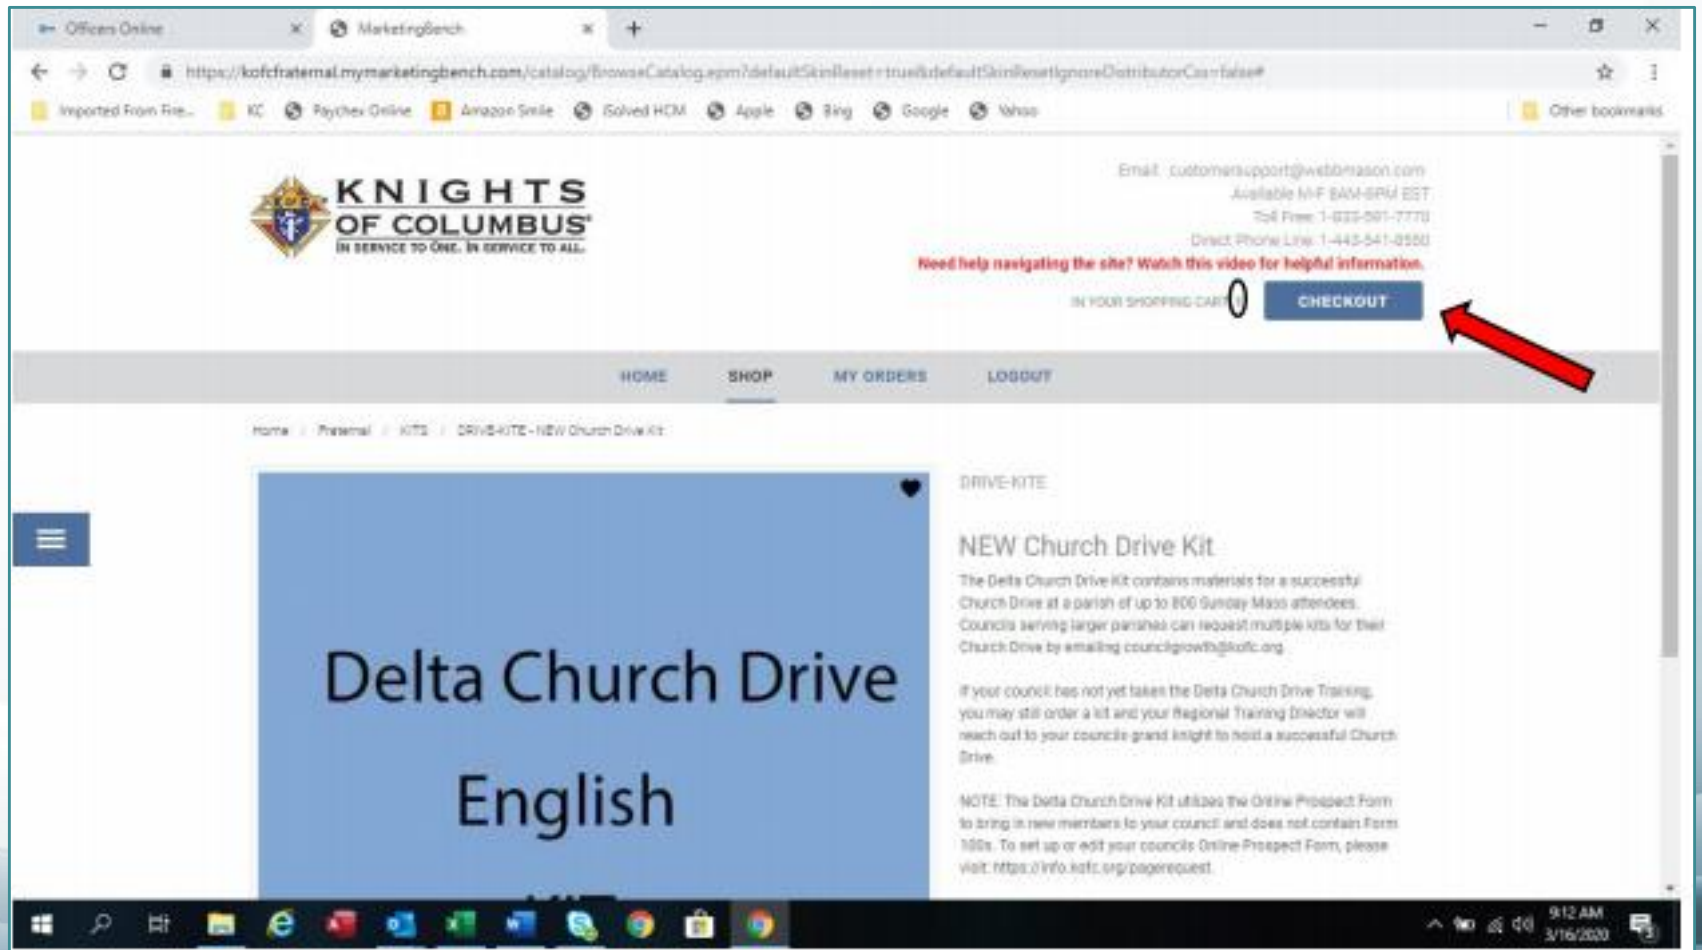 Officers Online
MarketingBench
https://kofcfraternal.mymarketingbench.com/catalog/BrowseCatalog.epm?defaultSkinReset=true&defaultSkinResetIgnoreDistributorCss=false#
Imported From Fire...
KC
Paychex Online
Amazon Smile
iSolved HCM
Apple
Bing
Google
Yahoo
Other bookmarks
KNIGHTS
OF COLUMBUS®
IN SERVICE TO ONE. IN SERVICE TO ALL.
Email: customersupport@webbmason.com
Available M-F 8AM-8PM EST
Toll Free: 1-833-591-7770
Direct Phone Line: 1-443-541-8550
Need help navigating the site? Watch this video for helpful information.
IN YOUR SHOPPING CART
CHECKOUT
HOME
SHOP
MY ORDERS
LOGOUT
Home / Fraternal / KITS / DRIVE-KITE - NEW Church Drive Kit
Delta Church Drive
English
KIT
DRIVE-KITE
NEW Church Drive Kit
The Delta Church Drive Kit contains materials for a successful
Church Drive at a parish of up to 800 Sunday Mass attendees.
Councils serving larger parishes can request multiple kits for their
Church Drive by emailing councilgrowth@kofc.org
If your council has not yet taken the Delta Church Drive Training,
you may still order a kit and your Regional Training Director will
reach out to your councils grand knight to hold a successful Church
Drive.
NOTE: The Delta Church Drive Kit utilizes the Online Prospect Form
to bring in new members to your council and does not contain Form
100s. To set up or edit your councils Online Prospect Form, please
visit: https://info.kofc.org/pagerequest.
9:12 AM
3/16/2020